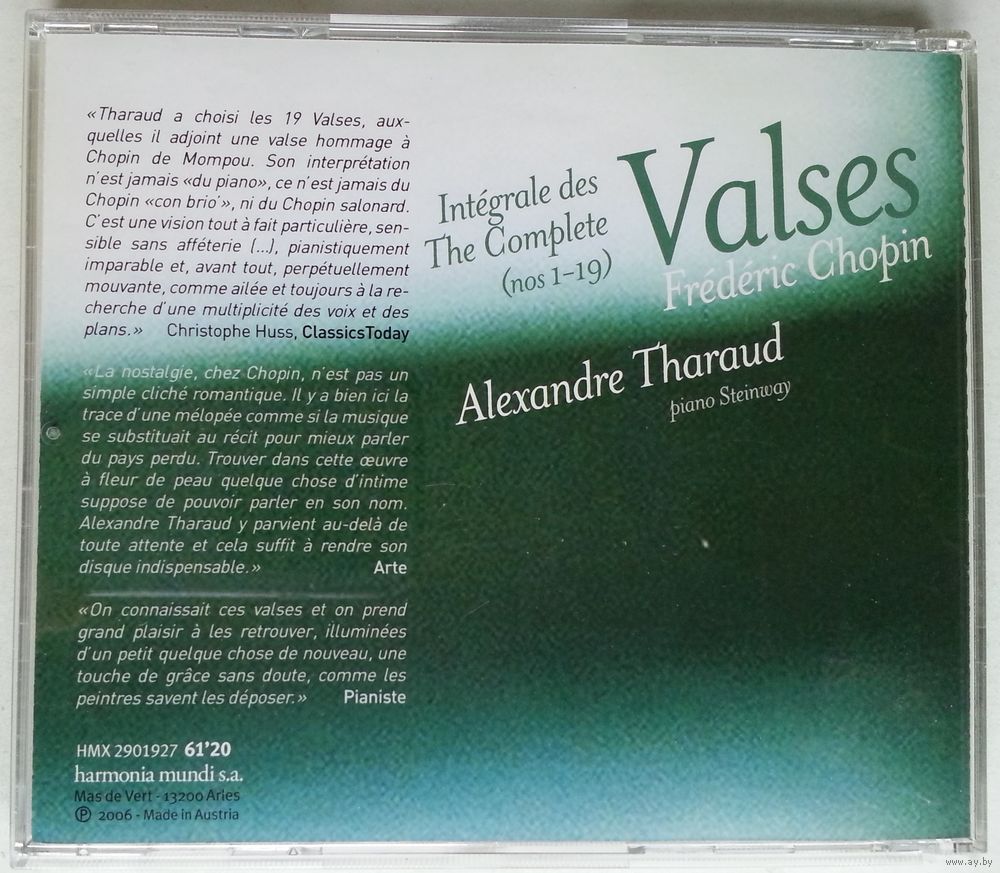 «Tharaud a choisi les 19 Valses, aux-
quelles il adjoint une valse hommage à
Chopin de Mompou. Son interprétation
n'est jamais «du piano», ce n'est jamais du
Chopin «con brio'», ni du Chopin salonard.
C'est une vision tout à fait particulière, sen-
sible sans afféterie (...), pianistiquement
imparable et, avant tout, perpétuellement
mouvante, comme ailée et toujours à la re-
cherche d'une multiplicité des voix et des
plans.» Christophe Huss, ClassicsToday
«La nostalgie, chez Chopin, n'est pas un
simple cliché romantique. Il y a bien ici la
trace d'une mélopée comme si la musique
se substituait au récit pour mieux parler
du pays perdu. Trouver dans cette œuvre
à fleur de peau quelque chose d'intime
suppose de pouvoir parler en son nom.
Alexandre Tharaud y parvient au-delà de
toute attente et cela suffit à rendre son
disque indispensable.» Arte
«On connaissait ces valses et on prend
grand plaisir à les retrouver, illuminées
d'un petit quelque chose de nouveau, une
touche de grâce sans doute, comme les
peintres savent les déposer.» Pianiste
HMX 2901927 61'20
harmonia mundi s.a.
Mas de Vert - 13200 Arles
℗ 2006 - Made in Austria
Intégrale des
The Complete
(nos 1-19)
Valses
Frédéric Chopin
Alexandre Tharaud
piano Steinway
www.ay.by